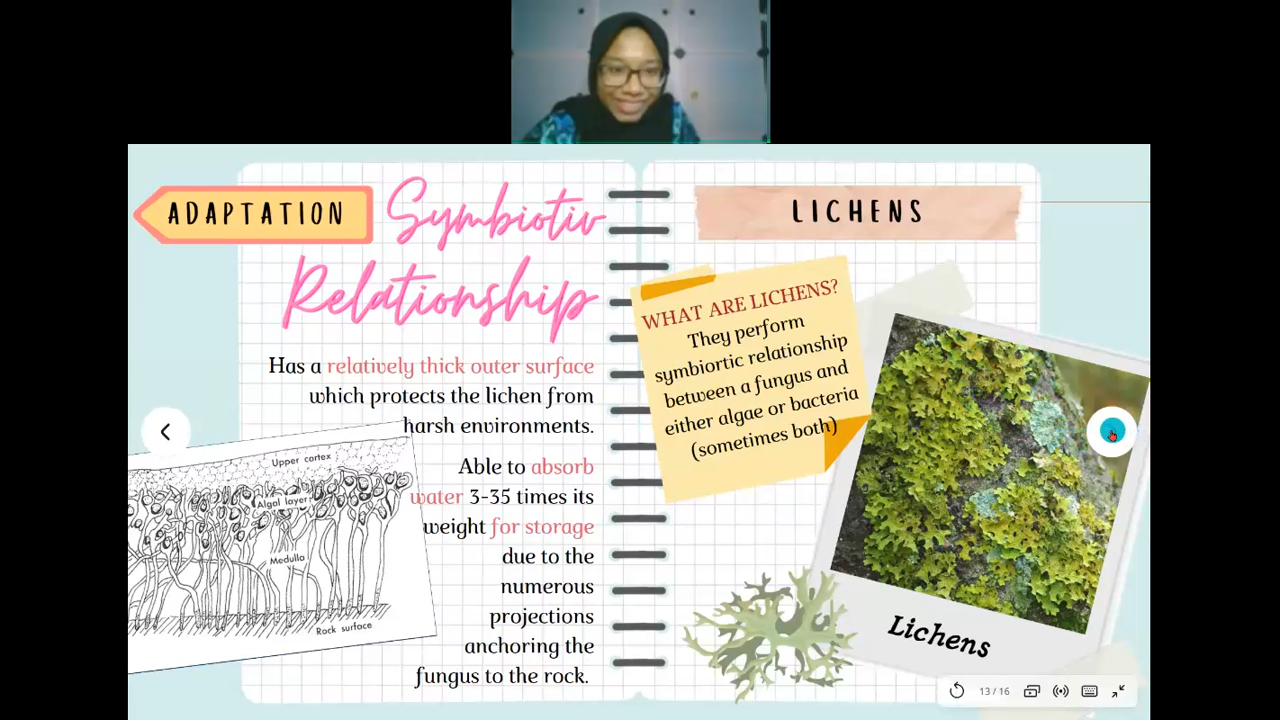 ADAPTATION
Symbiotiv
Relationship
Has a relatively thick outer surface
which protects the lichen from
harsh environments.
Able to absorb
water 3-35 times its
weight for storage
due to the
numerous
projections
anchoring the
fungus to the rock.
Upper cortex
Algal layer
Medulla
Rock surface
LICHENS
WHAT ARE LICHENS?
They perform
symbiortic relationship
between a fungus and
either algae or bacteria
(sometimes both)
Lichens
13 / 16